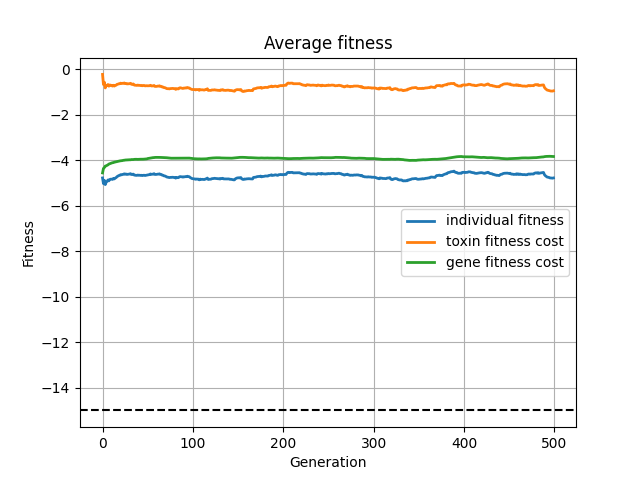 Average fitness
Fitness
0
−2
−4
−6
−8
−10
−12
−14
individual fitness
toxin fitness cost
gene fitness cost
0 100 200 300 400 500
Generation